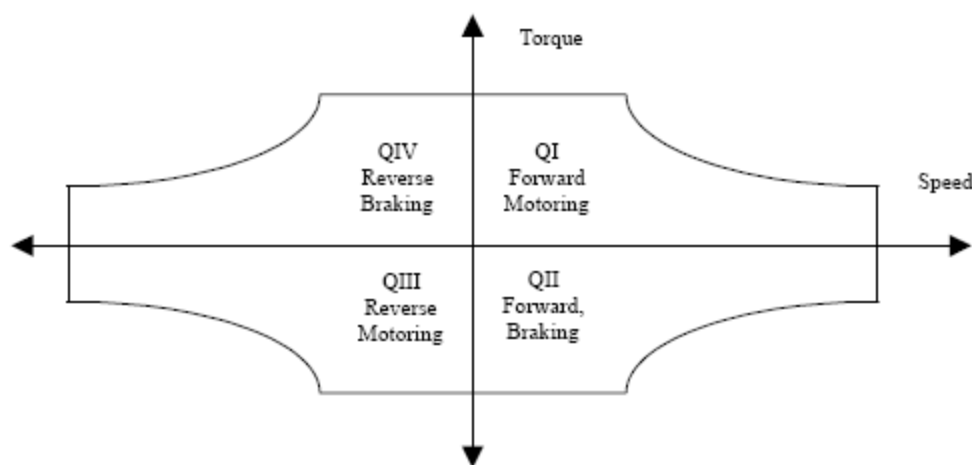 Torque
QIV
Reverse
Braking
QI
Forward
Motoring
Speed
QIII
Reverse
Motoring
QII
Forward,
Braking